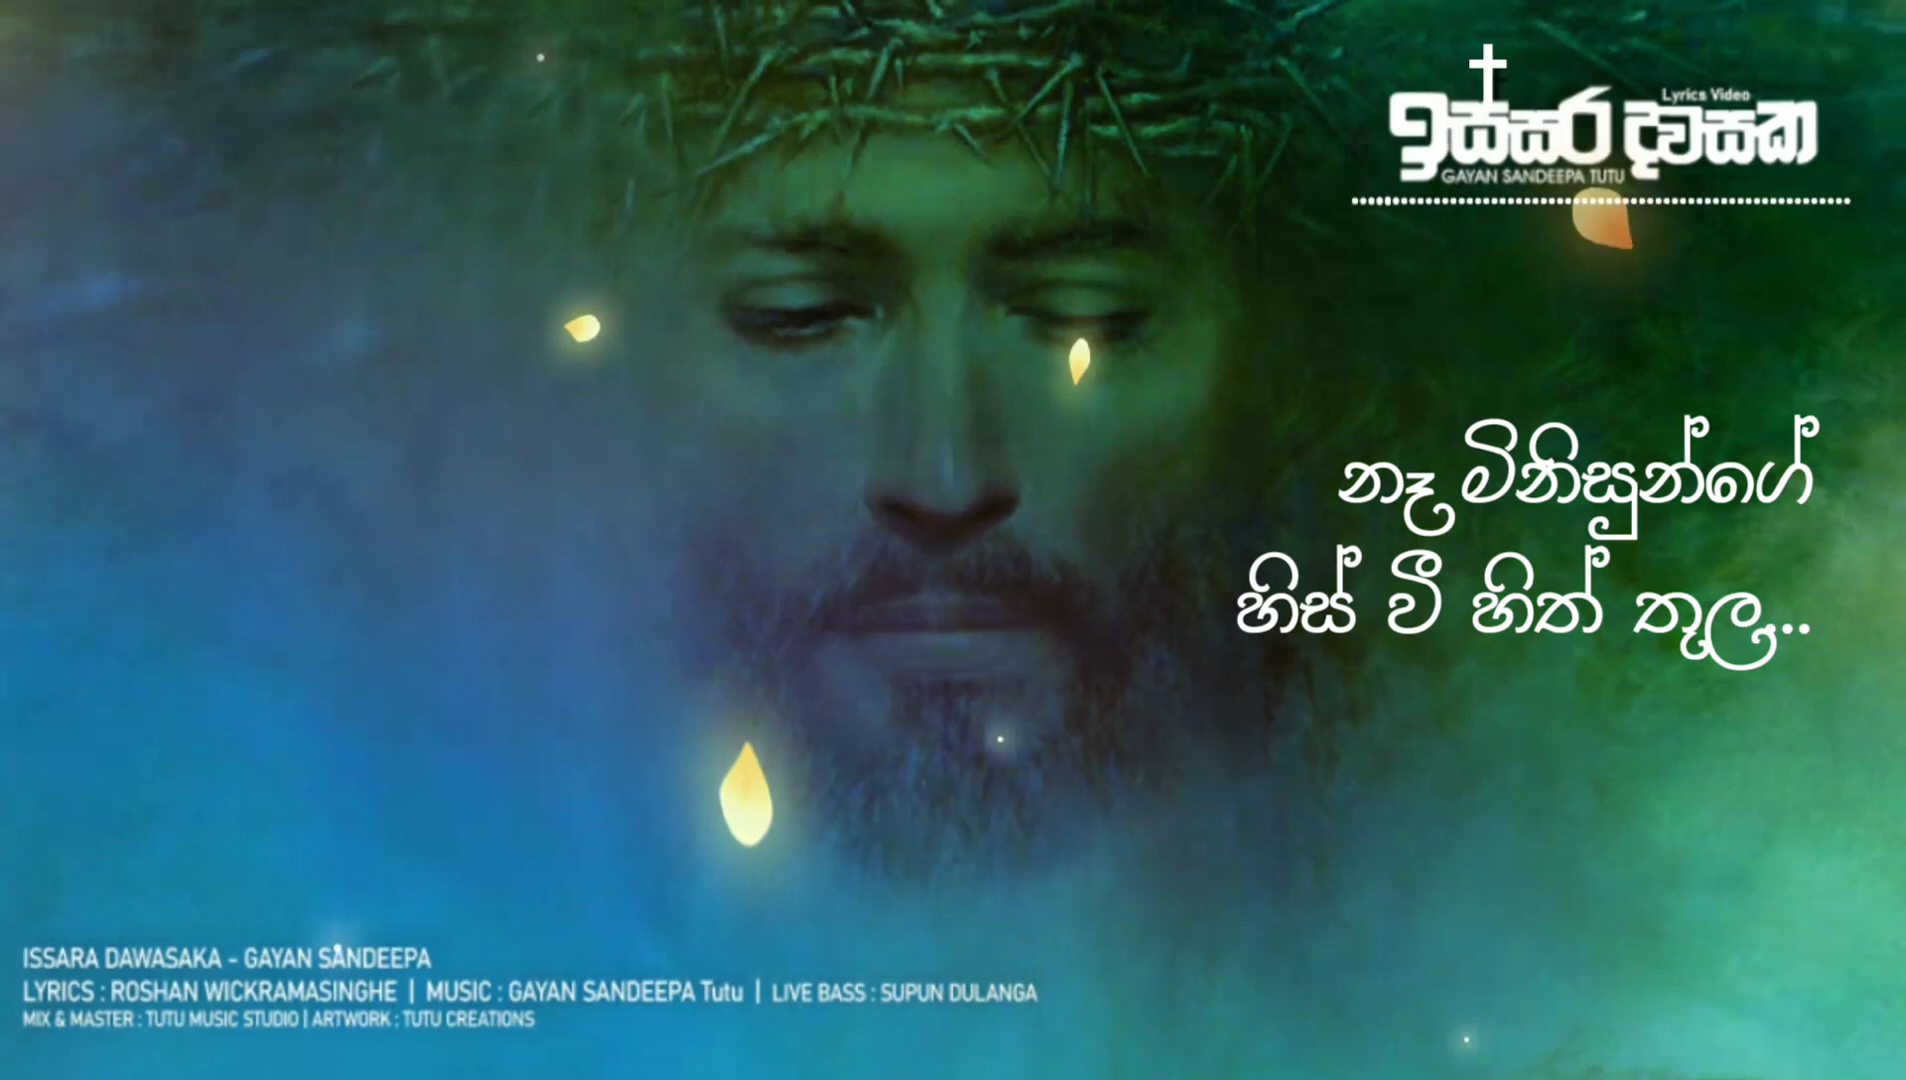 Lyrics Video
ඉස්සර දවසක
GAYAN SANDEEPA TUTU
නෑ මිනිසුන්ගේ
හිස් වී හිත් තුල...
ISSARA DAWASAKA - GAYAN SANDEEPA
LYRICS : ROSHAN WICKRAMASINGHE | MUSIC : GAYAN SANDEEPA Tutu | LIVE BASS : SUPUN DULANGA
MIX & MASTER : TUTU MUSIC STUDIO | ARTWORK : TUTU CREATIONS